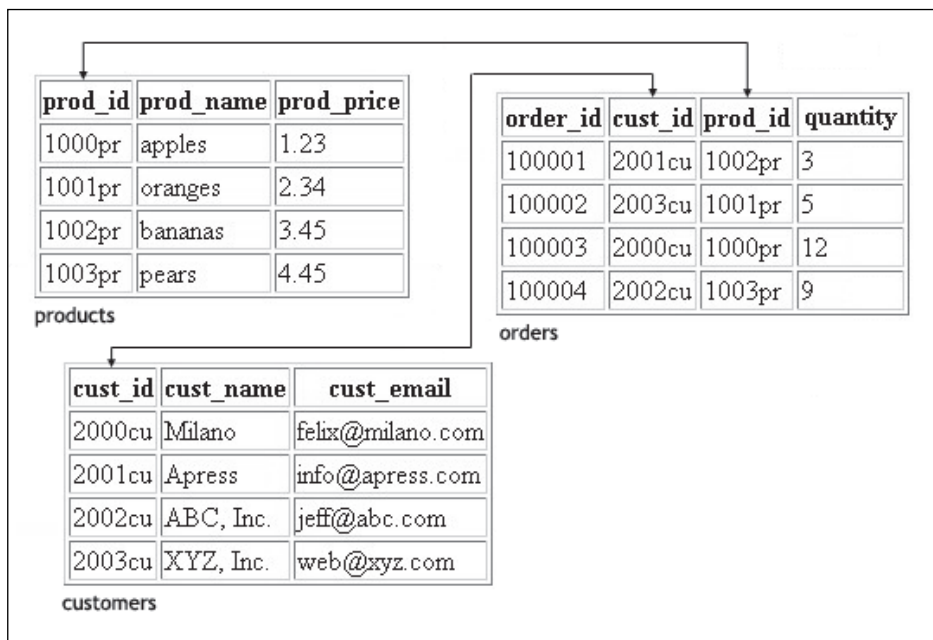 prod_id prod_name prod_price
1000pr apples 1.23
1001pr oranges 2.34
1002pr bananas 3.45
1003pr pears 4.45
products
order_id cust_id prod_id quantity
100001 2001cu 1002pr 3
100002 2003cu 1001pr 5
100003 2000cu 1000pr 12
100004 2002cu 1003pr 9
orders
cust_id cust_name cust_email
2000cu Milano felix@milano.com
2001cu Apress info@apress.com
2002cu ABC, Inc. jeff@abc.com
2003cu XYZ, Inc. web@xyz.com
customers